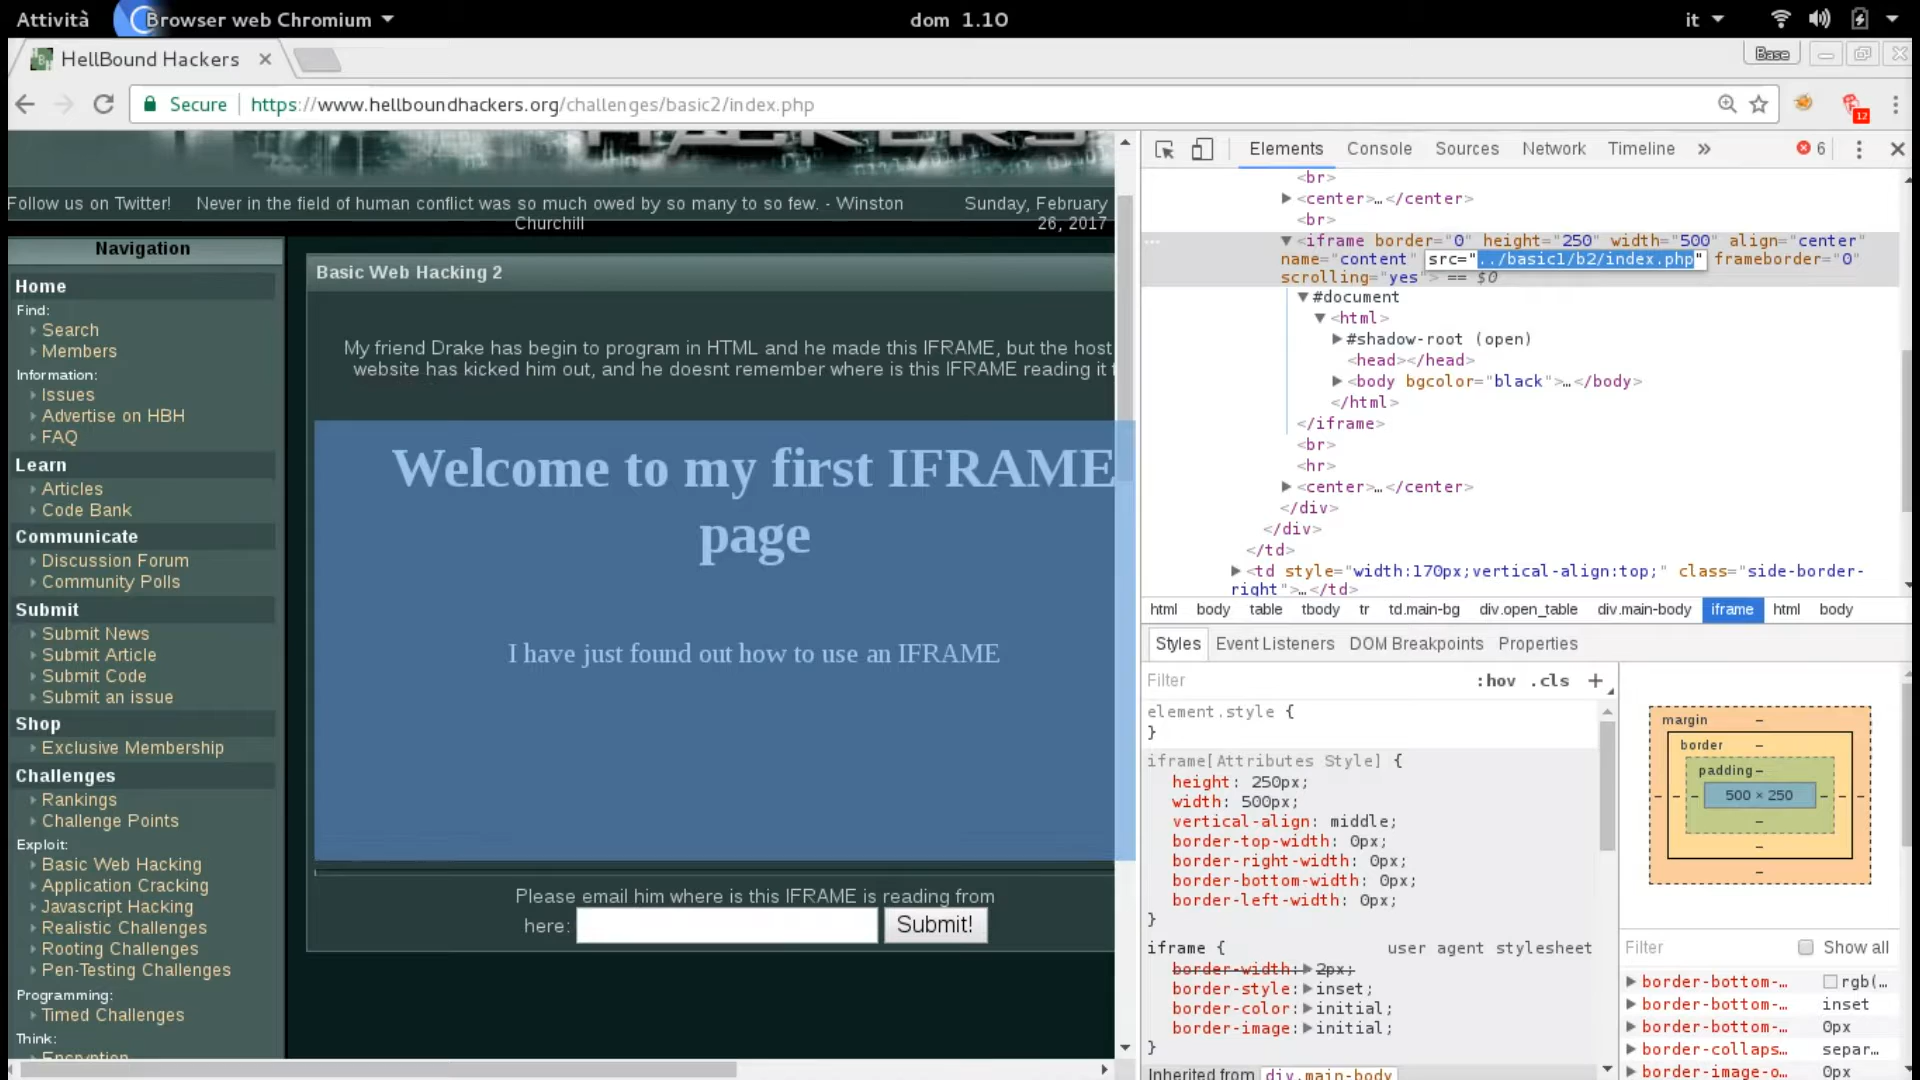 Attività
Browser web Chromium
dom 1.10
it
HellBound Hackers
Base
Secure
https://www.hellboundhackers.org/challenges/basic2/index.php
12
HACKERS
Follow us on Twitter!
Never in the field of human conflict was so much owed by so many to so few. - Winston
Churchill
Sunday, February
26, 2017
Navigation
Home
Find:
Search
Members
Information:
Issues
Advertise on HBH
FAQ
Learn
Articles
Code Bank
Communicate
Discussion Forum
Community Polls
Submit
Submit News
Submit Article
Submit Code
Submit an issue
Shop
Exclusive Membership
Challenges
Rankings
Challenge Points
Exploit:
Basic Web Hacking
Application Cracking
Javascript Hacking
Realistic Challenges
Rooting Challenges
Pen-Testing Challenges
Programming:
Timed Challenges
Think:
Encryption
Basic Web Hacking 2
My friend Drake has begin to program in HTML and he made this IFRAME, but the host
website has kicked him out, and he doesnt remember where is this IFRAME reading it
Welcome to my first IFRAME
page
I have just found out how to use an IFRAME
Please email him where is this IFRAME is reading from
here:
Submit!
Elements Console Sources Network Timeline » 6
<br>
<center>…</center>
<br>
… <iframe border="0" height="250" width="500" align="center"
name="content" src="../basic1/b2/index.php" frameborder="0"
scrolling="yes"> == $0
#document
<html>
#shadow-root (open)
<head></head>
<body bgcolor="black">…</body>
</html>
</iframe>
<br>
<hr>
<center>…</center>
</div>
</div>
</td>
<td style="width:170px;vertical-align:top;" class="side-border-
right">…</td>
html body table tbody tr td.main-bg div.open_table div.main-body iframe html body
Styles Event Listeners DOM Breakpoints Properties
Filter
:hov .cls +
element.style {
}
iframe[Attributes Style] {
height: 250px;
width: 500px;
vertical-align: middle;
border-top-width: 0px;
border-right-width: 0px;
border-bottom-width: 0px;
border-left-width: 0px;
}
iframe {
user agent stylesheet
border-width: 2px;
border-style: inset;
border-color: initial;
border-image: initial;
}
Inherited from div.main-body
margin –
border –
padding –
– – – 500 × 250 – – –
–
–
–
Filter
Show all
border-bottom-… rgb(…
border-bottom-… inset
border-bottom-… 0px
border-collaps… separ…
border-image-o… 0px